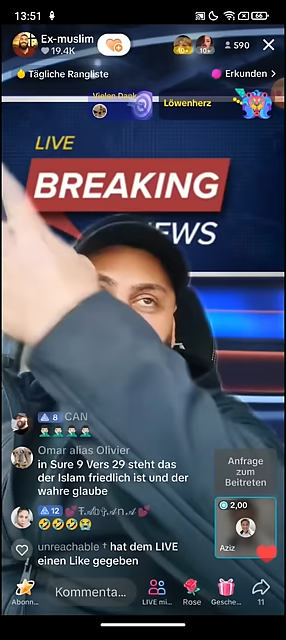 13:51
66
Ex-muslim
19.4K
10+
10+
590
Tägliche Rangliste
Erkunden
Vielen Dank
Löwenherz
LIVE
BREAKING
NEWS
8 CAN
Omar alias Olivier
in Sure 9 Vers 29 steht das
der Islam friedlich ist und der
wahre glaube
12
unreachable † hat dem LIVE
einen Like gegeben
Anfrage
zum
Beitreten
2,00
Aziz
Kommenta...
Abonn...
LIVE mi...
Rose
Gesche...
11